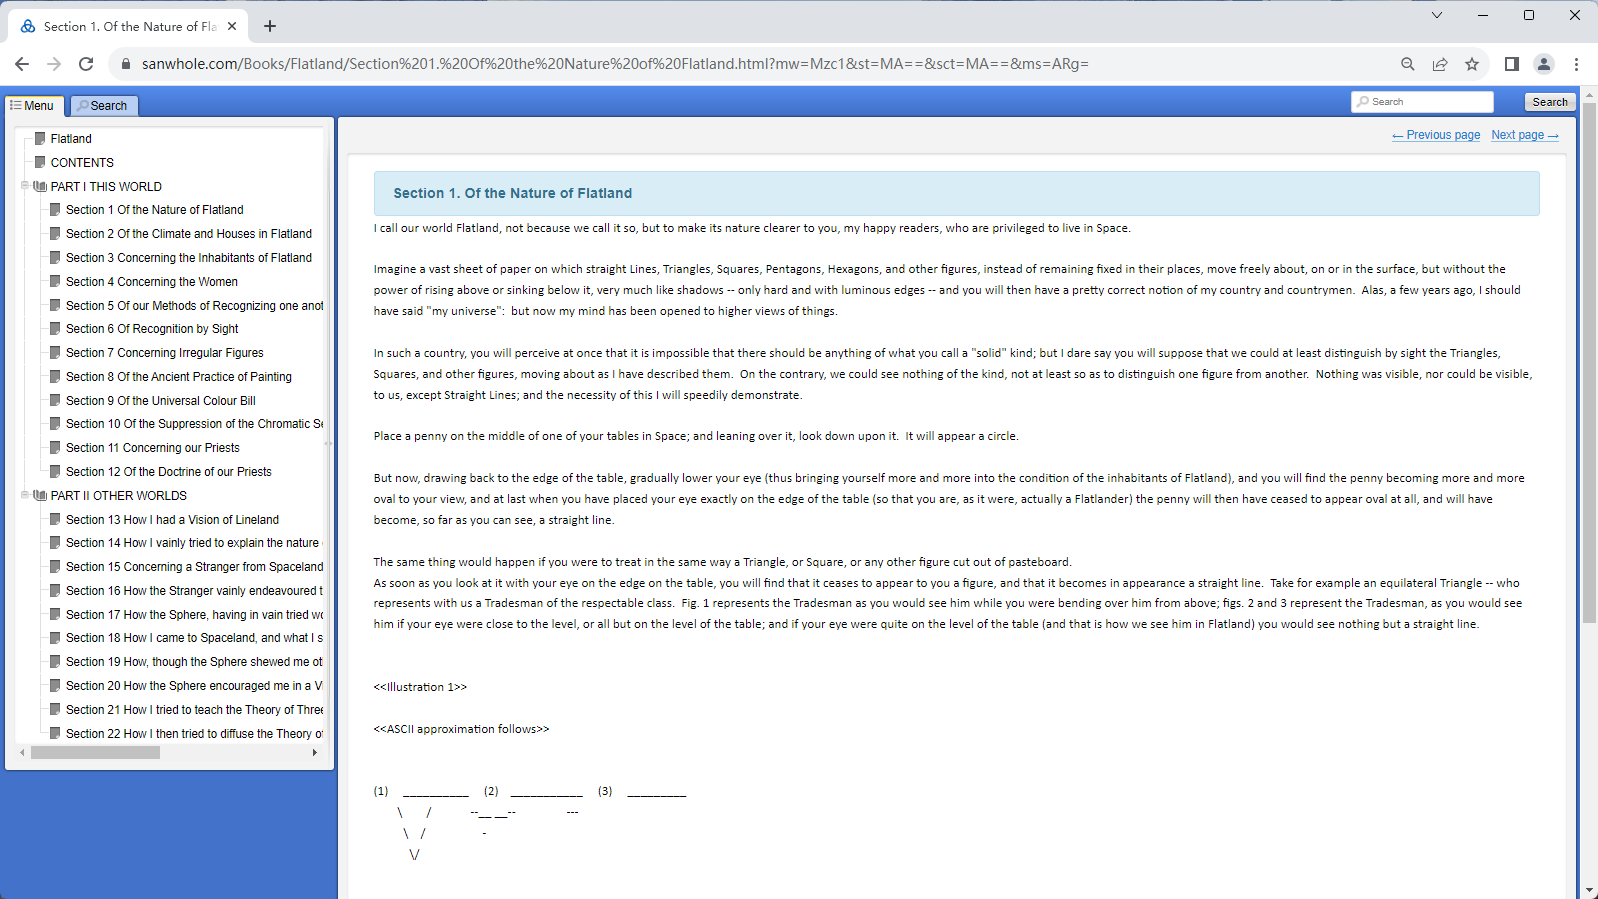 Section 1. Of the Nature of Fla
sanwhole.com/Books/Flatland/Section%201.%20Of%20the%20Nature%20of%20Flatland.html?mw=Mzc1&st=MA==&sct=MA==&ms=ARg=
Menu
Search
Search
Search
← Previous page Next page →
Flatland
CONTENTS
PART I THIS WORLD
Section 1 Of the Nature of Flatland
Section 2 Of the Climate and Houses in Flatland
Section 3 Concerning the Inhabitants of Flatland
Section 4 Concerning the Women
Section 5 Of our Methods of Recognizing one anot
Section 6 Of Recognition by Sight
Section 7 Concerning Irregular Figures
Section 8 Of the Ancient Practice of Painting
Section 9 Of the Universal Colour Bill
Section 10 Of the Suppression of the Chromatic Se
Section 11 Concerning our Priests
Section 12 Of the Doctrine of our Priests
PART II OTHER WORLDS
Section 13 How I had a Vision of Lineland
Section 14 How I vainly tried to explain the nature
Section 15 Concerning a Stranger from Spaceland
Section 16 How the Stranger vainly endeavoured t
Section 17 How the Sphere, having in vain tried wo
Section 18 How I came to Spaceland, and what I s
Section 19 How, though the Sphere shewed me ot
Section 20 How the Sphere encouraged me in a Vi
Section 21 How I tried to teach the Theory of Three
Section 22 How I then tried to diffuse the Theory of
Section 1. Of the Nature of Flatland
I call our world Flatland, not because we call it so, but to make its nature clearer to you, my happy readers, who are privileged to live in Space.
Imagine a vast sheet of paper on which straight Lines, Triangles, Squares, Pentagons, Hexagons, and other figures, instead of remaining fixed in their places, move freely about, on or in the surface, but without the
power of rising above or sinking below it, very much like shadows -- only hard and with luminous edges -- and you will then have a pretty correct notion of my country and countrymen.  Alas, a few years ago, I should
have said "my universe":  but now my mind has been opened to higher views of things.
In such a country, you will perceive at once that it is impossible that there should be anything of what you call a "solid" kind; but I dare say you will suppose that we could at least distinguish by sight the Triangles,
Squares, and other figures, moving about as I have described them.  On the contrary, we could see nothing of the kind, not at least so as to distinguish one figure from another.  Nothing was visible, nor could be visible,
to us, except Straight Lines; and the necessity of this I will speedily demonstrate.
Place a penny on the middle of one of your tables in Space; and leaning over it, look down upon it.  It will appear a circle.
But now, drawing back to the edge of the table, gradually lower your eye (thus bringing yourself more and more into the condition of the inhabitants of Flatland), and you will find the penny becoming more and more
oval to your view, and at last when you have placed your eye exactly on the edge of the table (so that you are, as it were, actually a Flatlander) the penny will then have ceased to appear oval at all, and will have
become, so far as you can see, a straight line.
The same thing would happen if you were to treat in the same way a Triangle, or Square, or any other figure cut out of pasteboard.
As soon as you look at it with your eye on the edge on the table, you will find that it ceases to appear to you a figure, and that it becomes in appearance a straight line.  Take for example an equilateral Triangle -- who
represents with us a Tradesman of the respectable class.  Fig. 1 represents the Tradesman as you would see him while you were bending over him from above; figs. 2 and 3 represent the Tradesman, as you would see
him if your eye were close to the level, or all but on the level of the table; and if your eye were quite on the level of the table (and that is how we see him in Flatland) you would see nothing but a straight line.
<<Illustration 1>>
<<ASCII approximation follows>>
(1)    __________    (2)    ___________    (3)    _________
\      /        --__ __--            ---
\  /            -
\/